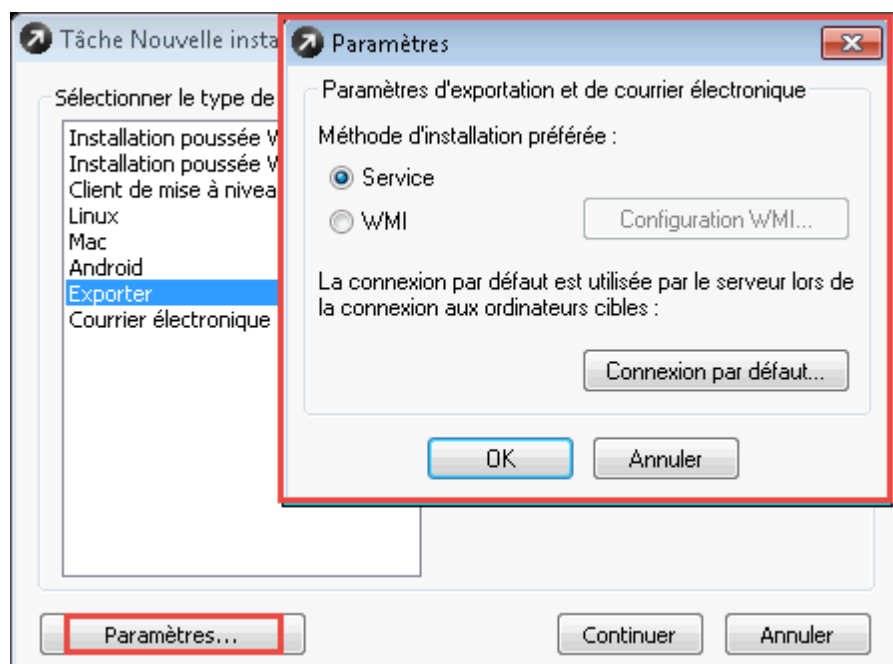 Tâche Nouvelle insta
Sélectionner le type de
Installation poussée
Installation poussée
Client de mise à nivea
Linux
Mac
Android
Exporter
Courrier électronique
Paramètres
Paramètres d'exportation et de courrier électronique
Méthode d'installation préférée :
Service
WMI
Configuration WMI...
La connexion par défaut est utilisée par le serveur lors de
la connexion aux ordinateurs cibles :
Connexion par défaut...
OK
Annuler
Paramètres...
Continuer
Annuler